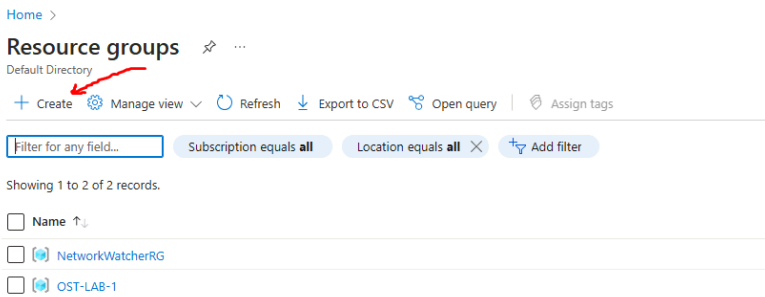 Home
Resource groups
Default Directory
Create Manage view Refresh Export to CSV Open query Assign tags
Filter for any field... Subscription equals all Location equals all Add filter
Showing 1 to 2 of 2 records.
Name
NetworkWatcherRG
OST-LAB-1